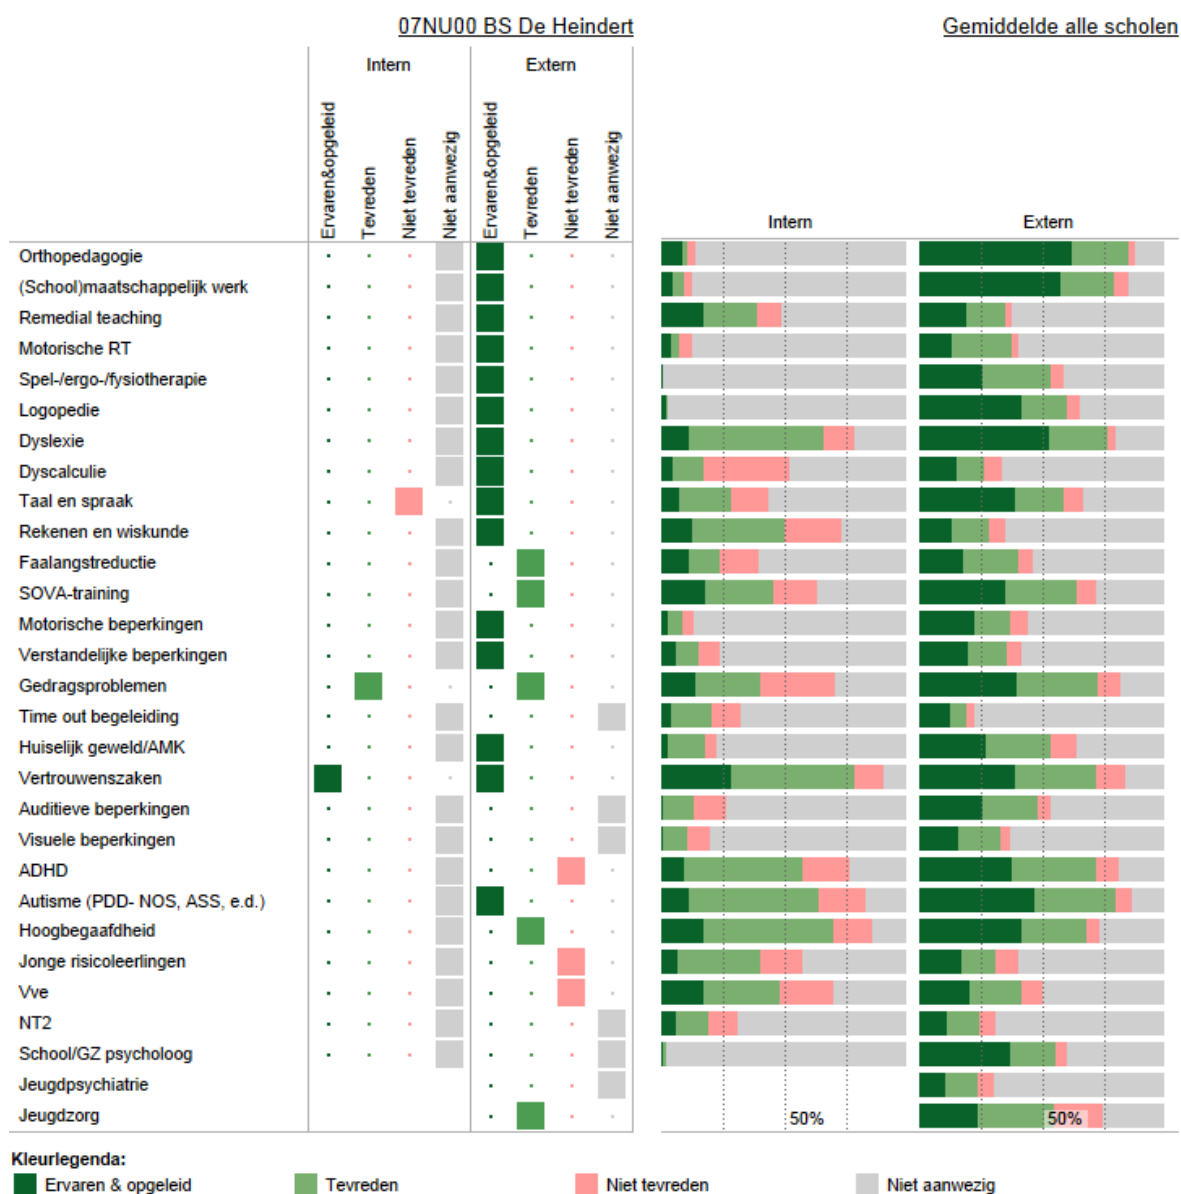 07NU00 BS De Heindert
Gemiddelde alle scholen
Intern
Extern
Ervaren&opgeleid
Tevreden
Niet tevreden
Niet aanwezig
Ervaren&opgeleid
Tevreden
Niet tevreden
Niet aanwezig
Intern
Extern
Orthopedagogie
(School)maatschappelijk werk
Remedial teaching
Motorische RT
Spel-/ergo-/fysiotherapie
Logopedie
Dyslexie
Dyscalculie
Taal en spraak
Rekenen en wiskunde
Faalangstreductie
SOVA-training
Motorische beperkingen
Verstandelijke beperkingen
Gedragsproblemen
Time out begeleiding
Huiselijk geweld/AMK
Vertrouwenszaken
Auditieve beperkingen
Visuele beperkingen
ADHD
Autisme (PDD- NOS, ASS, e.d.)
Hoogbegaafdheid
Jonge risicoleerlingen
Vve
NT2
School/GZ psycholoog
Jeugdpsychiatrie
Jeugdzorg
50%
50%
Kleurlegenda:
Ervaren & opgeleid
Tevreden
Niet tevreden
Niet aanwezig